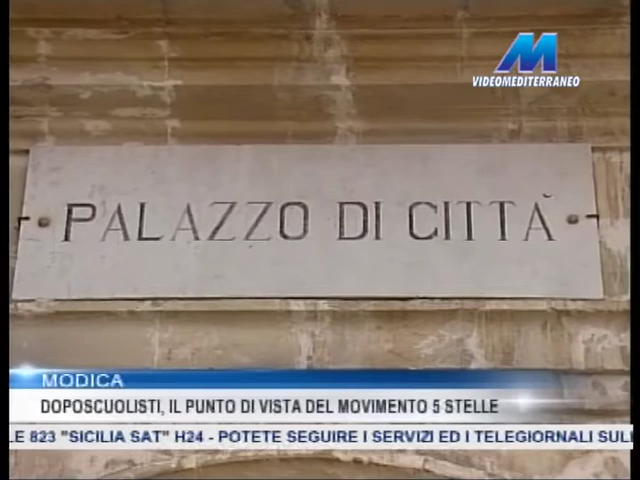 M
VIDEOMEDITERRANEO
PALAZZO DI CITTÀ
MODICA
DOPOSCUOLISTI, IL PUNTO DI VISTA DEL MOVIMENTO 5 STELLE
LE 823 "SICILIA SAT" H24 - POTETE SEGUIRE I SERVIZI ED I TELEGIORNALI SUL